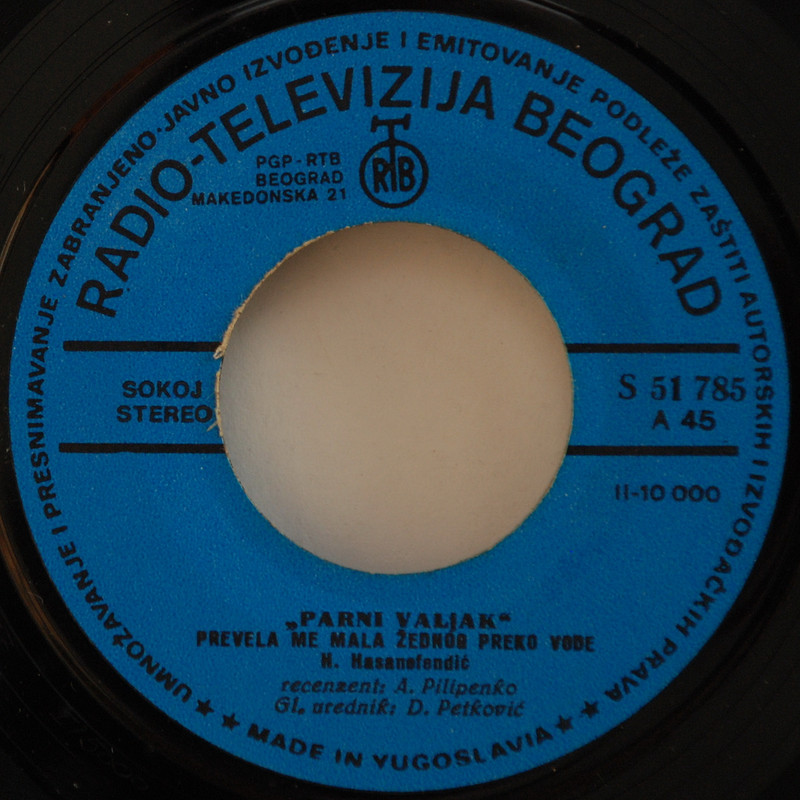 UMNOŽAVANJE I PRESNIMAVANJE ZABRANJENO·JAVNO IZVOĐENJE I EMITOVANJE PODLEŽE ZAŠTITI AUTORSKIH I IZVOĐAČKIH PRAVA
RADIO-TELEVIZIJA BEOGRAD
PGP-RTB
BEOGRAD
MAKEDONSKA 21
RTB
SOKOJ
STEREO
S 51 785
A 45
II-10 000
„PARNI VALJAK“
PREVELA ME MALA ŽEDNOG PREKO VODE
H. Hasanefendić
recenzent: A. Pilipenko
Gl. urednik: D. Petković
★ ★ MADE IN YUGOSLAVIA ★ ★